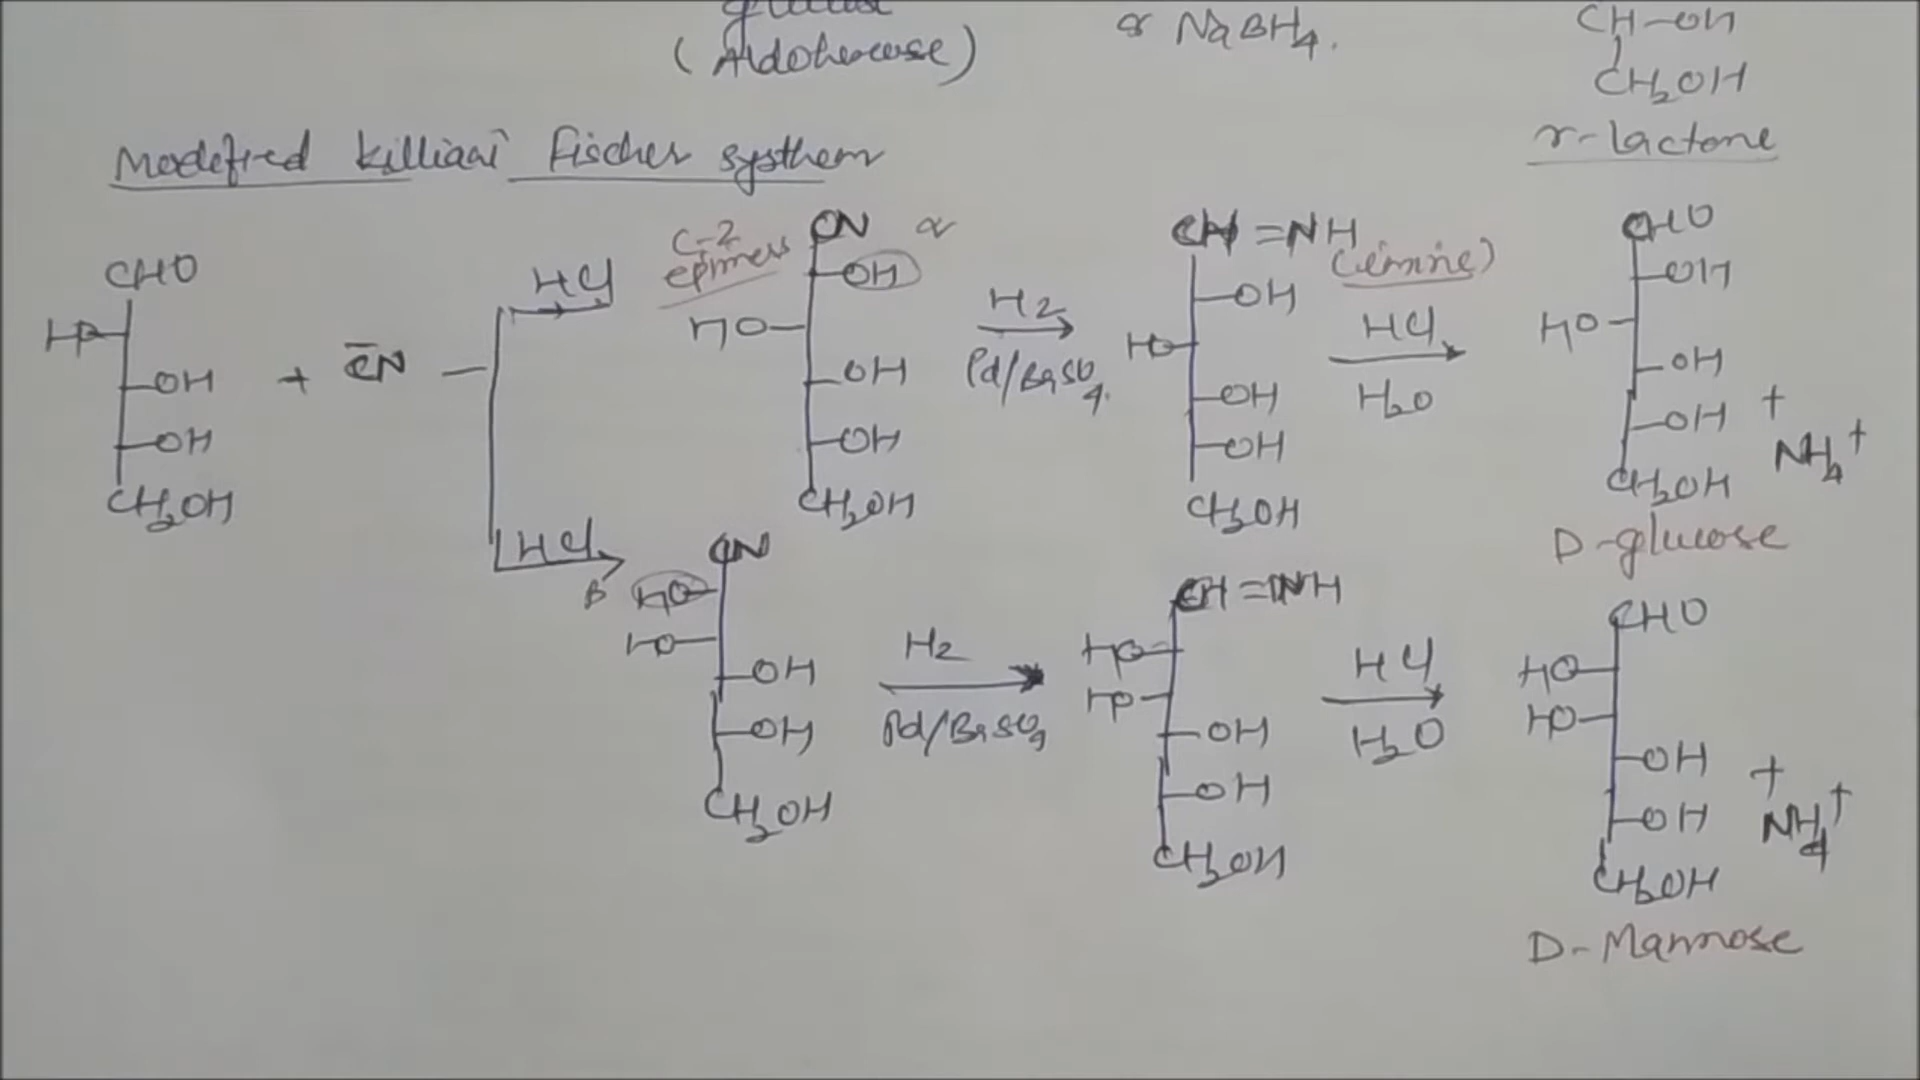 (Aldohexose)
or NaBH4.
CH-OH
CH2OH
r-lactone
Modefied killiani Fischer systhem
CHO
HO
OH
OH
CH2OH
+ C̄N
HCl
C-2
epimers
CN α
OH
HO
OH
OH
CH2OH
H2
Pd/BaSO4.
CH=NH
(imine)
OH
HO
OH
OH
CH2OH
HCl
H2O
CHO
OH
HO
OH
OH
CH2OH
+
NH4+
D-glucose
HCl
β
CN
HO
HO
OH
OH
CH2OH
H2
Pd/BaSO4
CH=NH
HO
HO
OH
OH
CH2OH
HCl
H2O
CHO
HO
HO
OH
OH
CH2OH
+
NH4+
D-Mannose